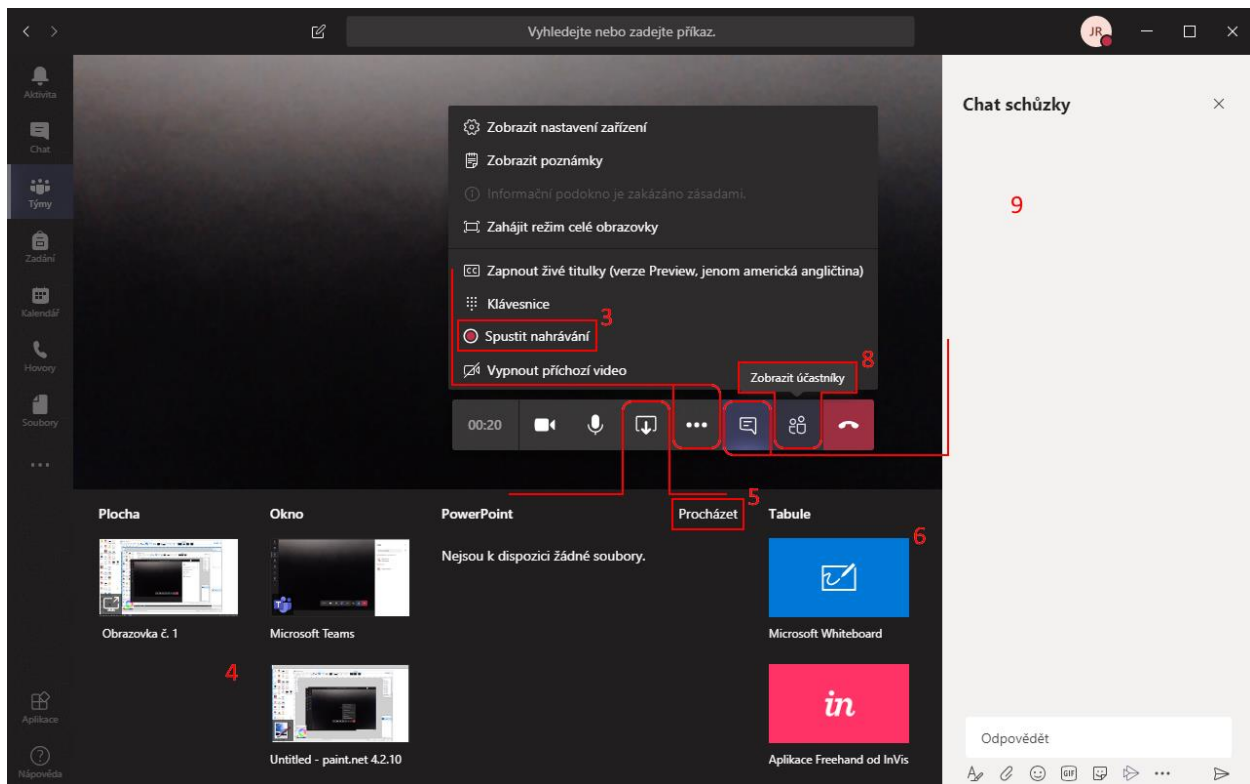 Vyhledejte nebo zadejte příkaz.
JR
Aktivita
Chat
Týmy
Zadání
Kalendář
Hovory
Soubory
Aplikace
Nápověda
Zobrazit nastavení zařízení
Zobrazit poznámky
Informační podokno je zakázáno zásadami.
Zahájit režim celé obrazovky
CC Zapnout živé titulky (verze Preview, jenom americká angličtina)
Klávesnice
3
Spustit nahrávání
Vypnout příchozí video
8
Zobrazit účastníky
00:20
5
Plocha
Okno
PowerPoint
Procházet
Tabule
6
Nejsou k dispozici žádné soubory.
Obrazovka č. 1
Microsoft Teams
Microsoft Whiteboard
4
in
Untitled - paint.net 4.2.10
Aplikace Freehand od InVis
Chat schůzky
9
Odpovědět
GIF